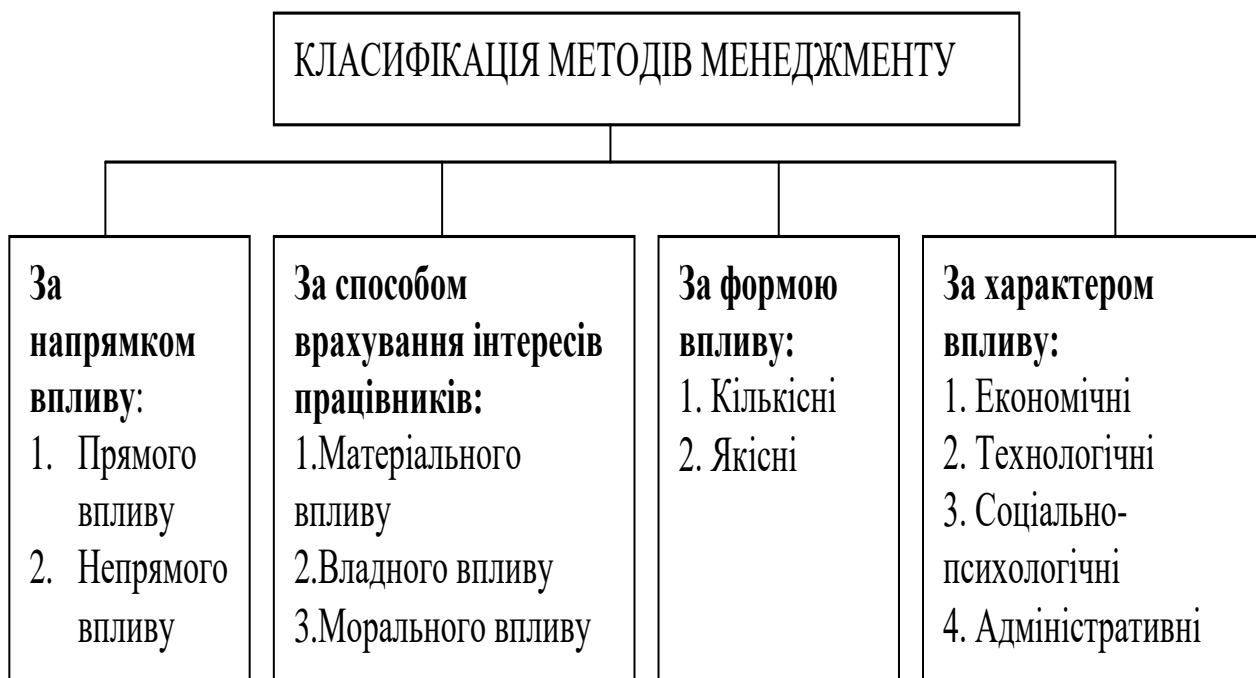 КЛАСИФІКАЦІЯ МЕТОДІВ МЕНЕДЖМЕНТУ
За
напрямком
впливу:
1. Прямого
впливу
2. Непрямого
впливу
За способом
врахування інтересів
працівників:
1.Матеріального
впливу
2.Владного впливу
3.Морального впливу
За формою
впливу:
1. Кількісні
2. Якісні
За характером
впливу:
1. Економічні
2. Технологічні
3. Соціально-
психологічні
4. Адміністративні